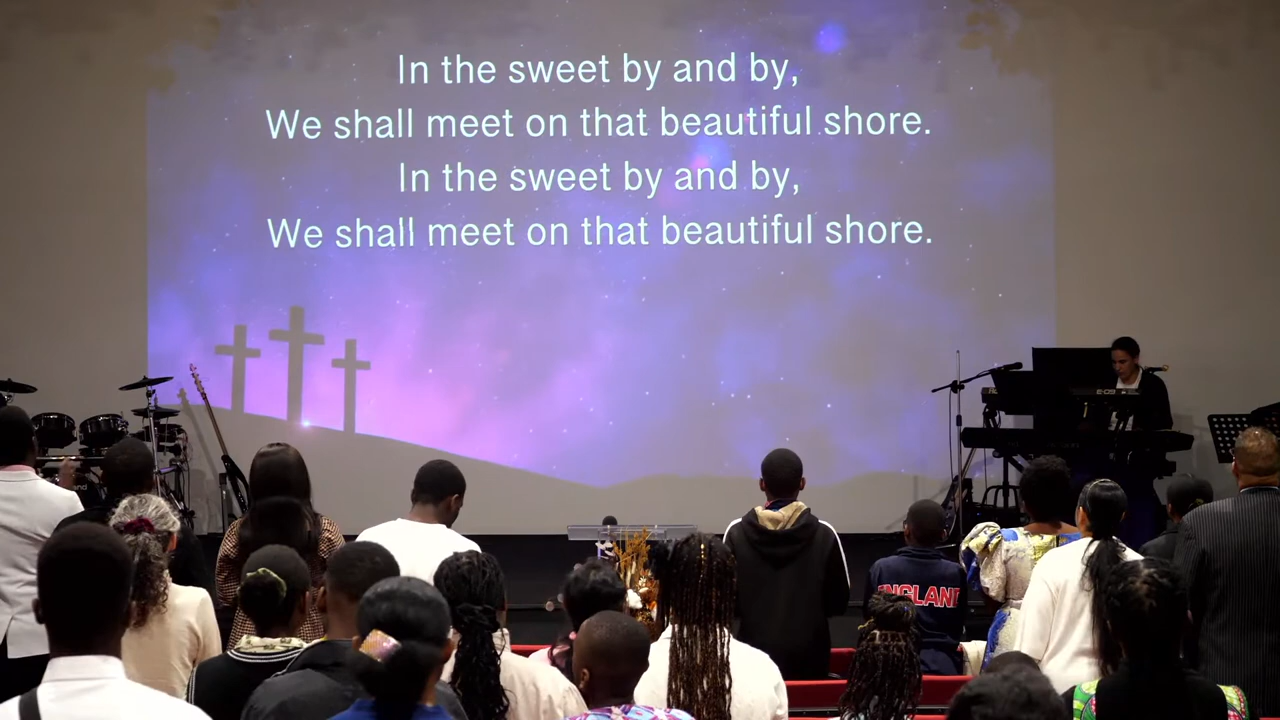 In the sweet by and by,
We shall meet on that beautiful shore.
In the sweet by and by,
We shall meet on that beautiful shore.
ENGLAND